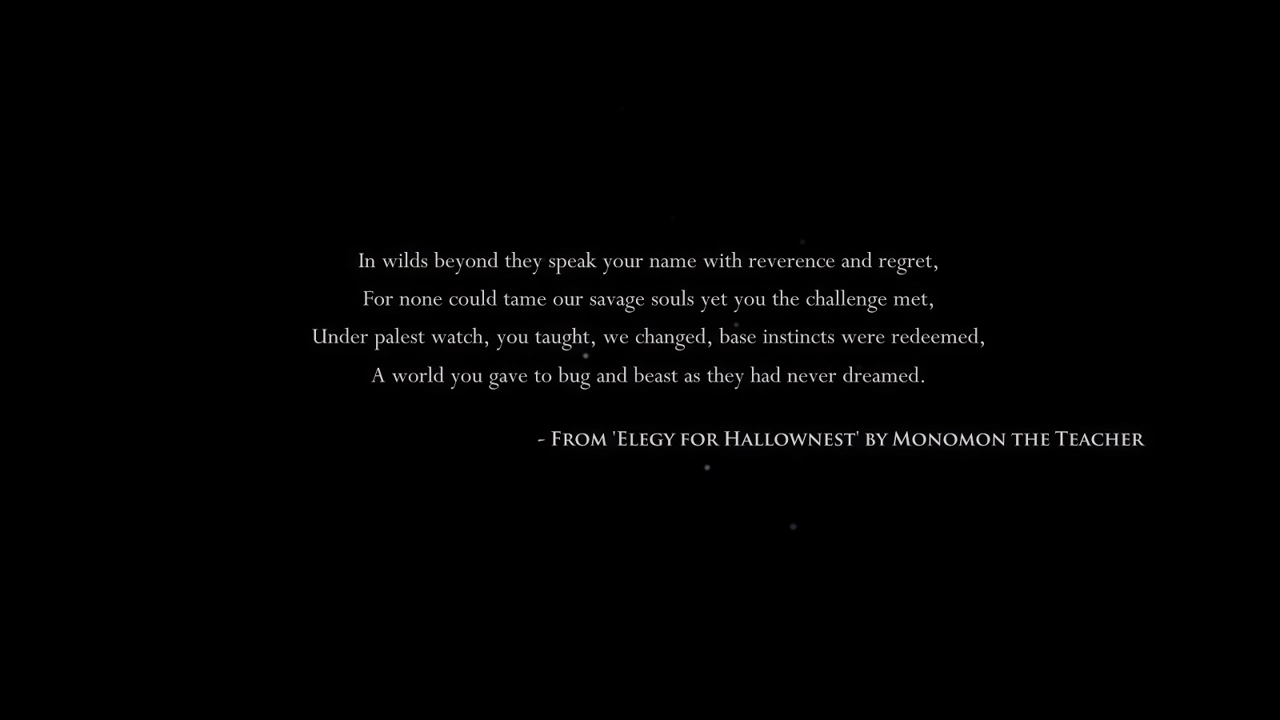 In wilds beyond they speak your name with reverence and regret,
For none could tame our savage souls yet you the challenge met,
Under palest watch, you taught, we changed, base instincts were redeemed,
A world you gave to bug and beast as they had never dreamed.
- From 'Elegy for Hallownest' by Monomon the Teacher